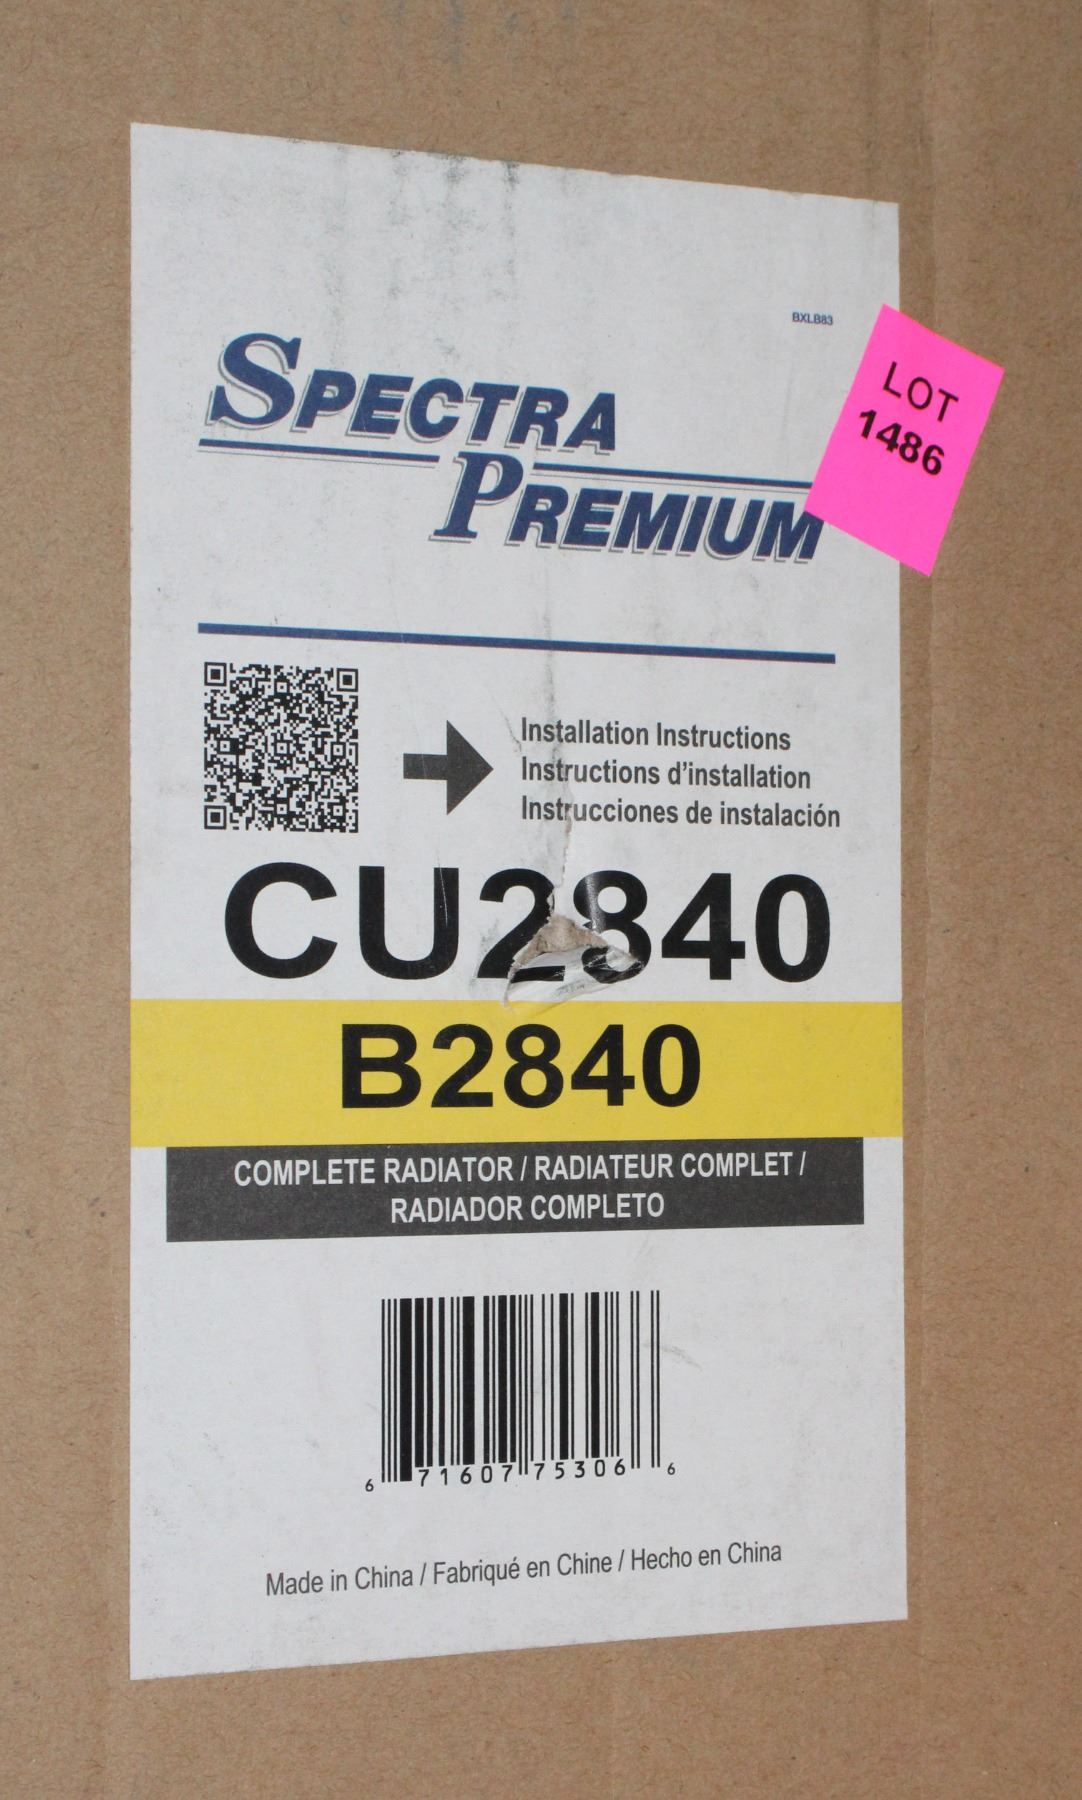 BXLB83
SPECTRA
PREMIUM
LOT
1486
Installation Instructions
Instructions d'installation
Instrucciones de instalación
CU2840
B2840
COMPLETE RADIATOR / RADIATEUR COMPLET /
RADIADOR COMPLETO
6 71607 75306 6
Made in China / Fabriqué en Chine / Hecho en China